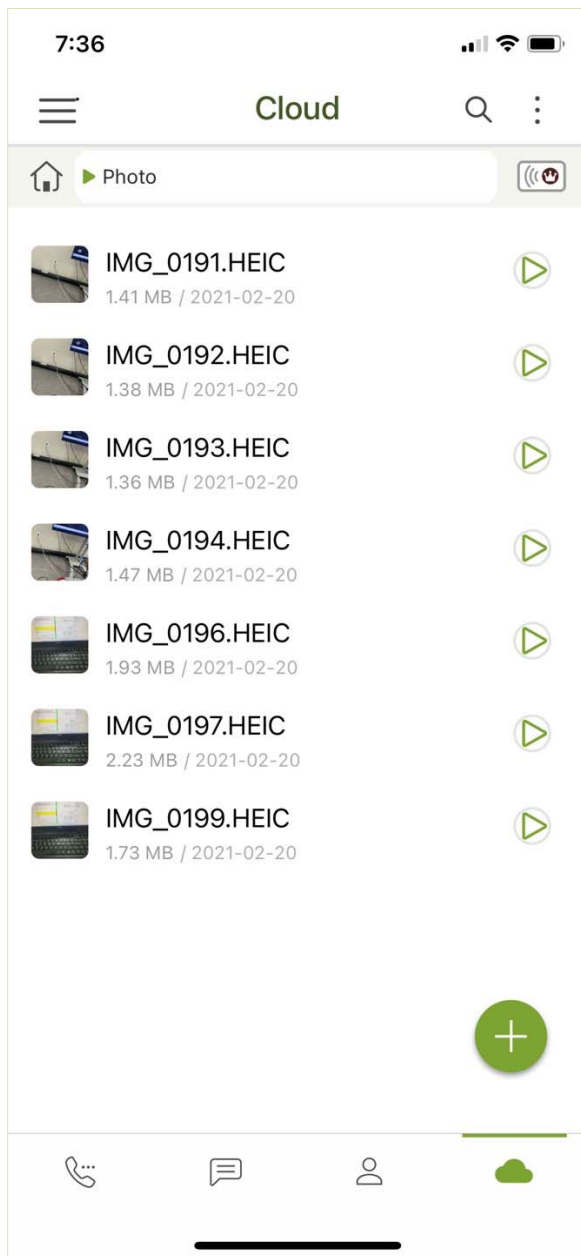 7:36
Cloud
Photo
IMG_0191.HEIC
1.41 MB / 2021-02-20
IMG_0192.HEIC
1.38 MB / 2021-02-20
IMG_0193.HEIC
1.36 MB / 2021-02-20
IMG_0194.HEIC
1.47 MB / 2021-02-20
IMG_0196.HEIC
1.93 MB / 2021-02-20
IMG_0197.HEIC
2.23 MB / 2021-02-20
IMG_0199.HEIC
1.73 MB / 2021-02-20